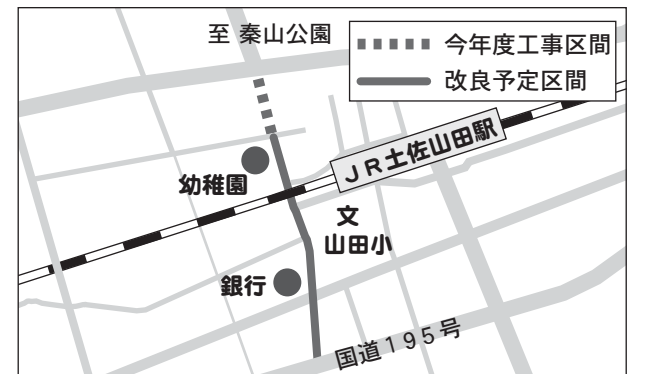 至 秦山公園
今年度工事区間
改良予定区間
JR土佐山田駅
幼稚園
文
山田小
銀行
国道195号